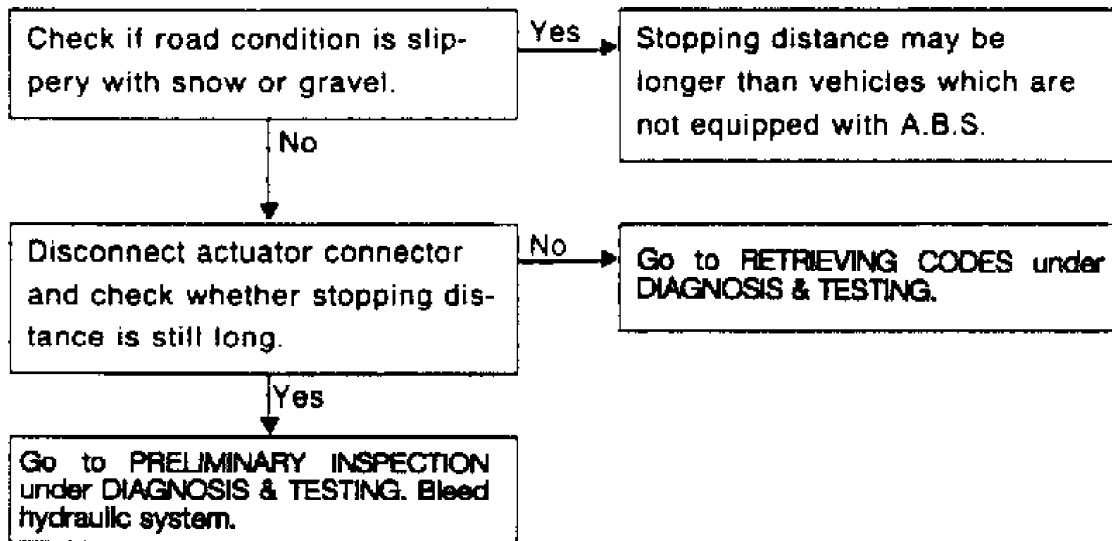 Check if road condition is slip-
pery with snow or gravel.
Yes
Stopping distance may be
longer than vehicles which are
not equipped with A.B.S.
No
Disconnect actuator connector
and check whether stopping dis-
tance is still long.
No
Go to RETRIEVING CODES under
DIAGNOSIS & TESTING.
Yes
Go to PRELIMINARY INSPECTION
under DIAGNOSIS & TESTING. Bleed
hydraulic system.